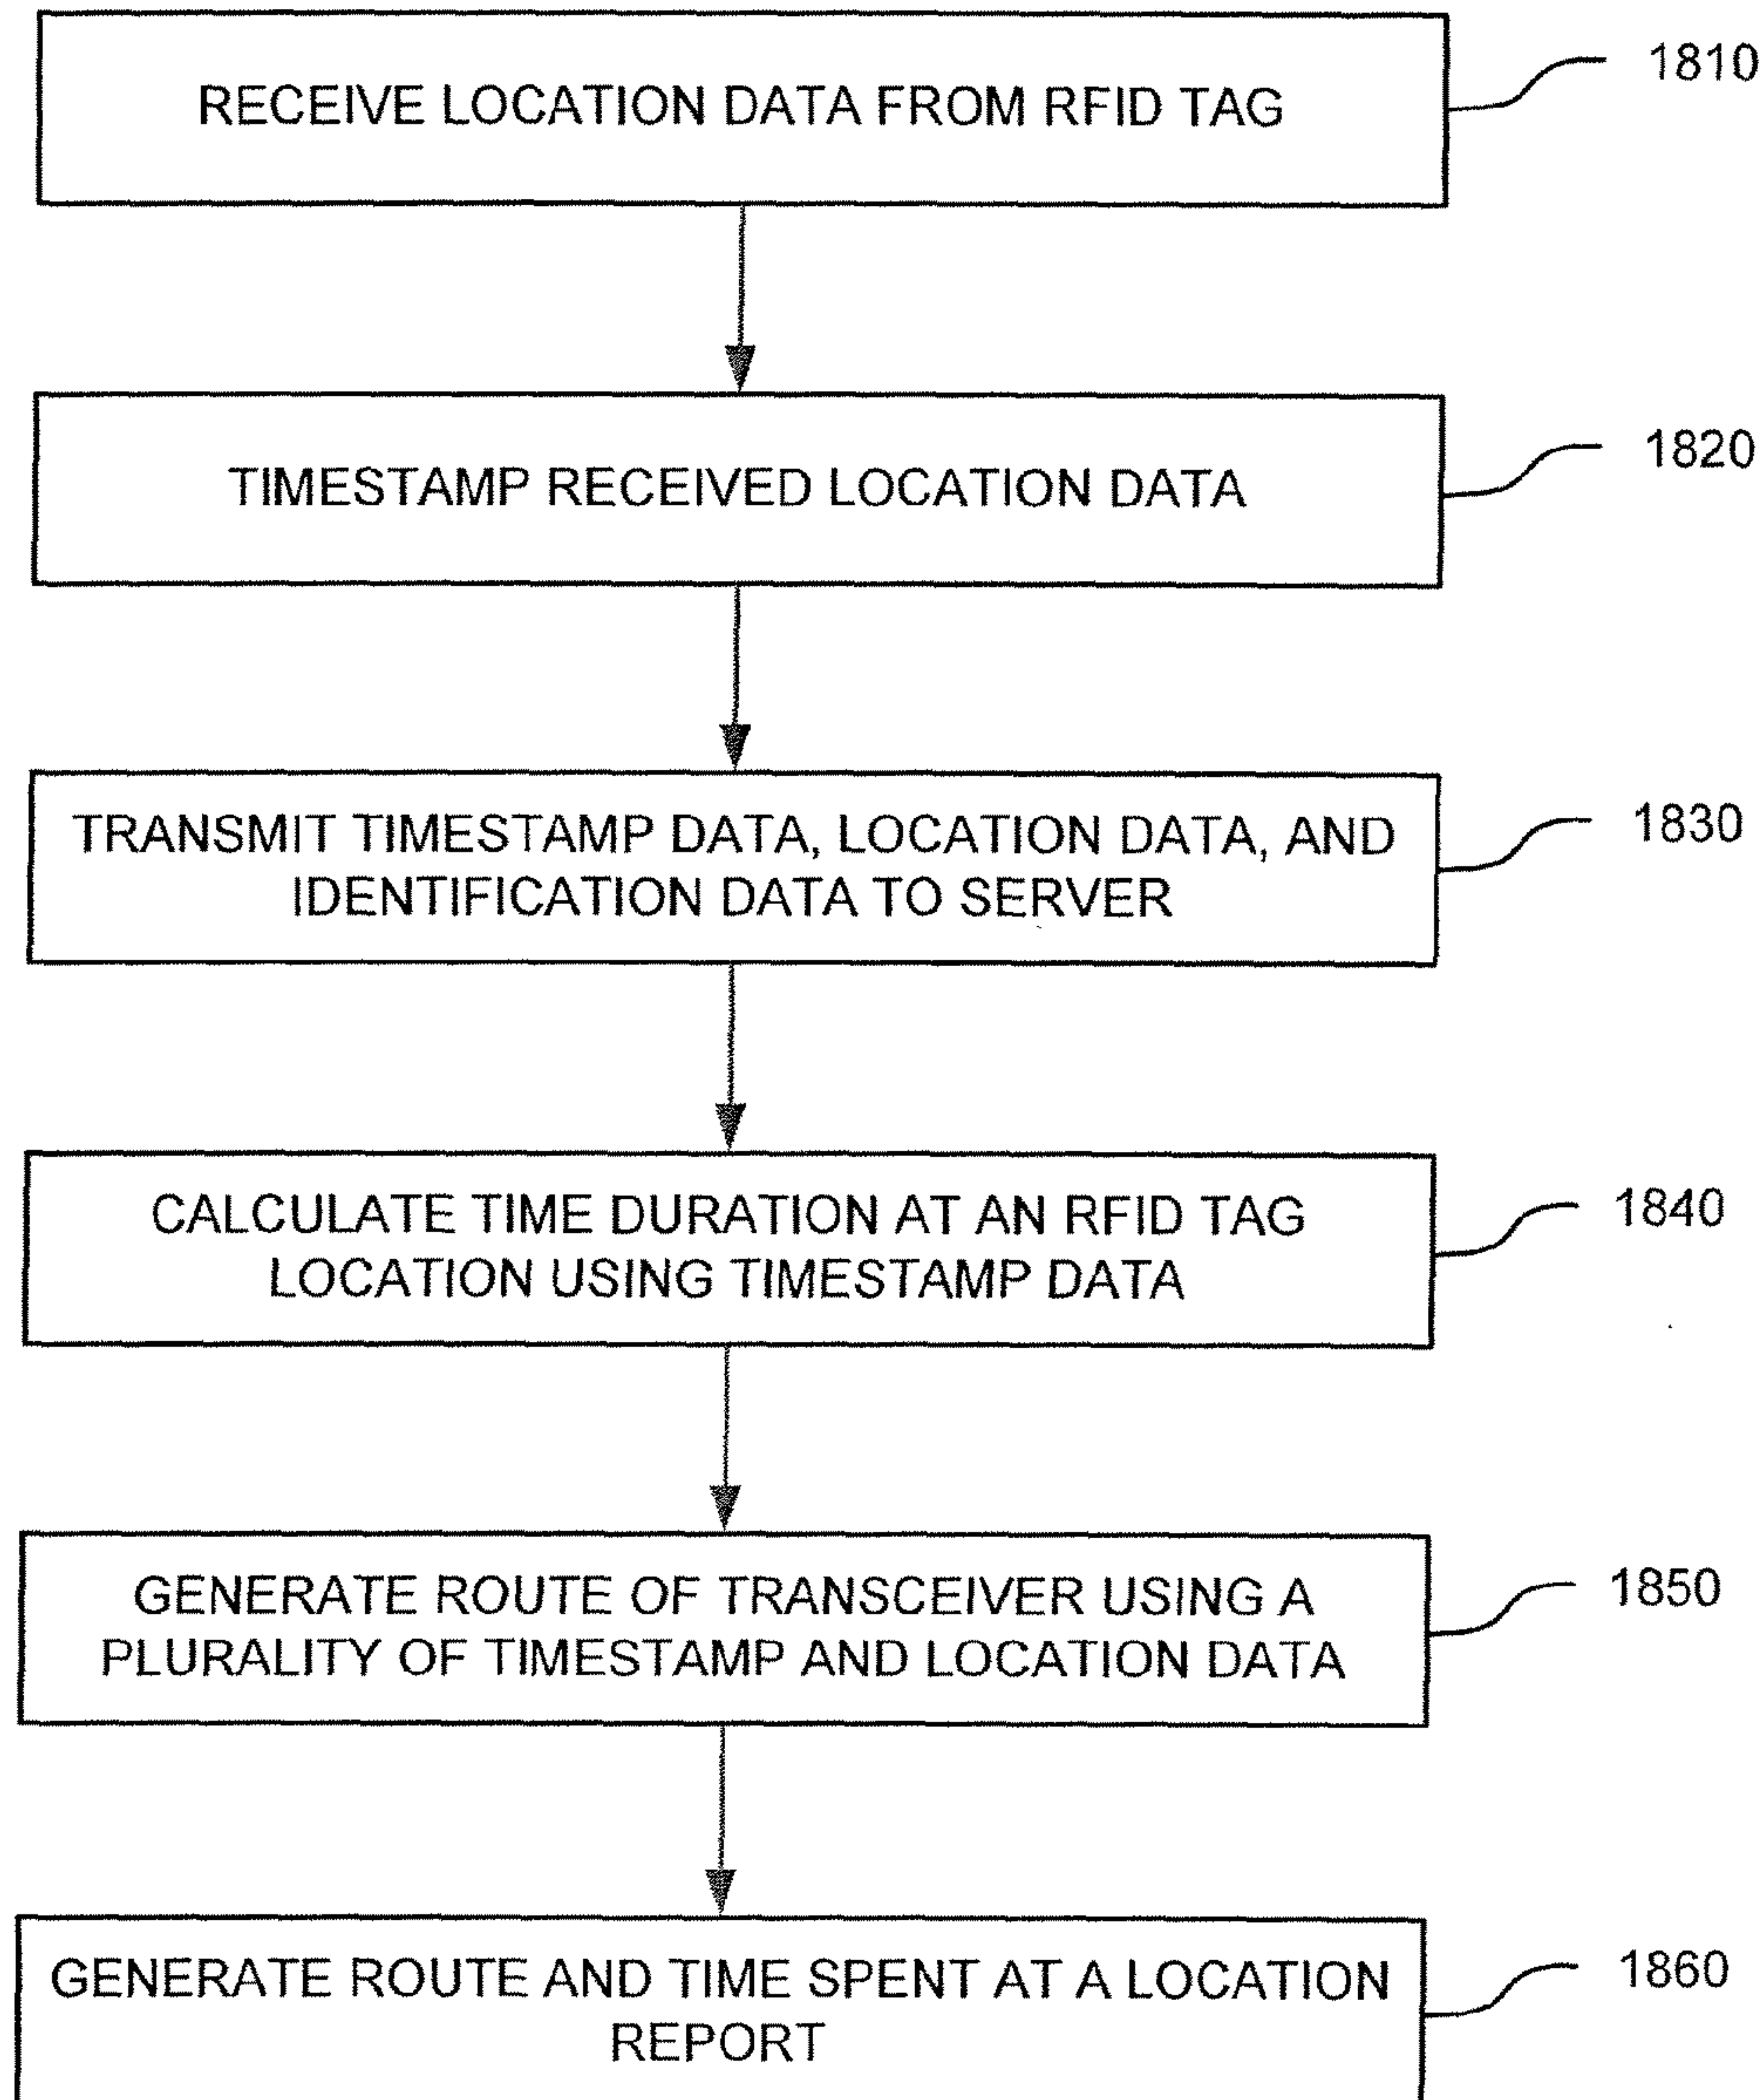 RECEIVE LOCATION DATA FROM RFID TAG
1810
TIMESTAMP RECEIVED LOCATION DATA
1820
TRANSMIT TIMESTAMP DATA, LOCATION DATA, AND
IDENTIFICATION DATA TO SERVER
1830
CALCULATE TIME DURATION AT AN RFID TAG
LOCATION USING TIMESTAMP DATA
1840
GENERATE ROUTE OF TRANSCEIVER USING A
PLURALITY OF TIMESTAMP AND LOCATION DATA
1850
GENERATE ROUTE AND TIME SPENT AT A LOCATION
REPORT
1860